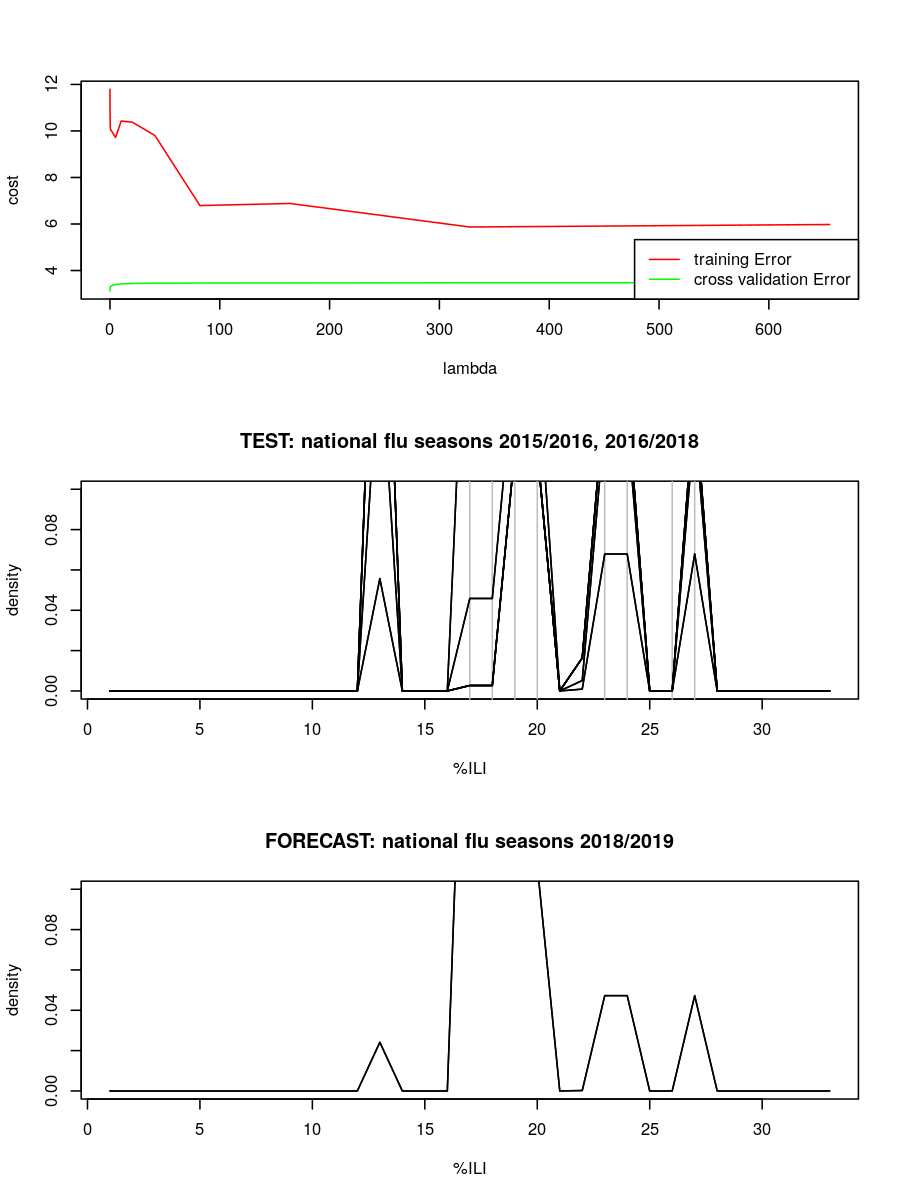 12
10
8
6
4
cost
training Error
cross validation Error
0 100 200 300 400 500 600
lambda
TEST: national flu seasons 2015/2016, 2016/2018
0.08
0.04
0.00
density
0 5 10 15 20 25 30
%ILI
FORECAST: national flu seasons 2018/2019
0.08
0.04
0.00
density
0 5 10 15 20 25 30
%ILI